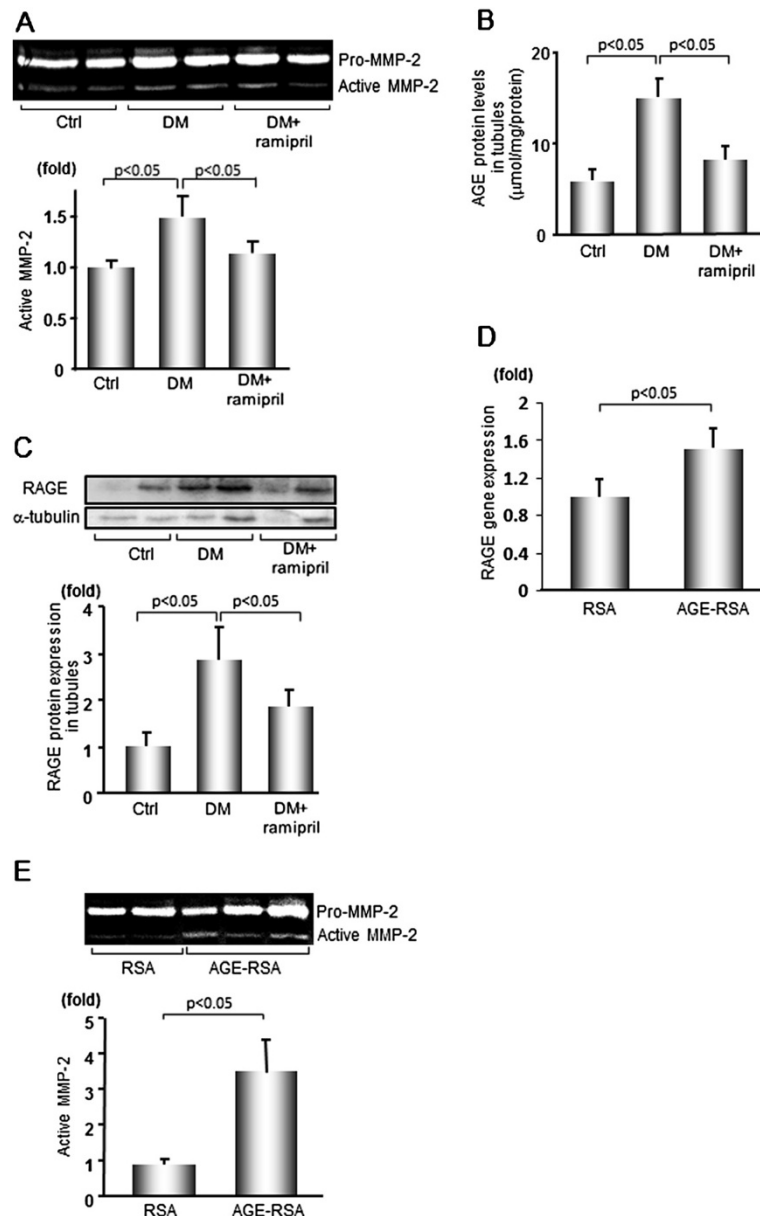 A
Pro-MMP-2
Active MMP-2
Ctrl DM DM+
ramipril
(fold)
p<0.05 p<0.05
1.5
1.0
0.5
0
Active MMP-2
Ctrl DM DM+
ramipril
B
p<0.05 p<0.05
20
10
0
AGE protein levels
in tubules
(µmol/mg/protein)
Ctrl DM DM+
ramipril
C
RAGE
α-tubulin
Ctrl DM DM+
ramipril
(fold)
p<0.05 p<0.05
4
3
2
1
0
RAGE protein expression
in tubules
Ctrl DM DM+
ramipril
D
(fold)
p<0.05
2
1.6
1.2
0.8
0.4
0
RAGE gene expression
RSA AGE-RSA
E
Pro-MMP-2
Active MMP-2
RSA AGE-RSA
(fold)
p<0.05
5
4
3
2
1
0
Active MMP-2
RSA AGE-RSA